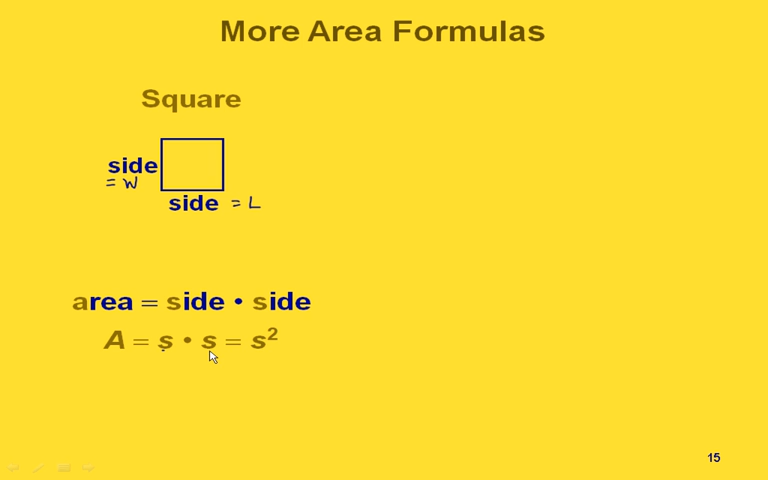 More Area Formulas
Square
side
= W
side = L
area = side • side
A = s • s = s²
15